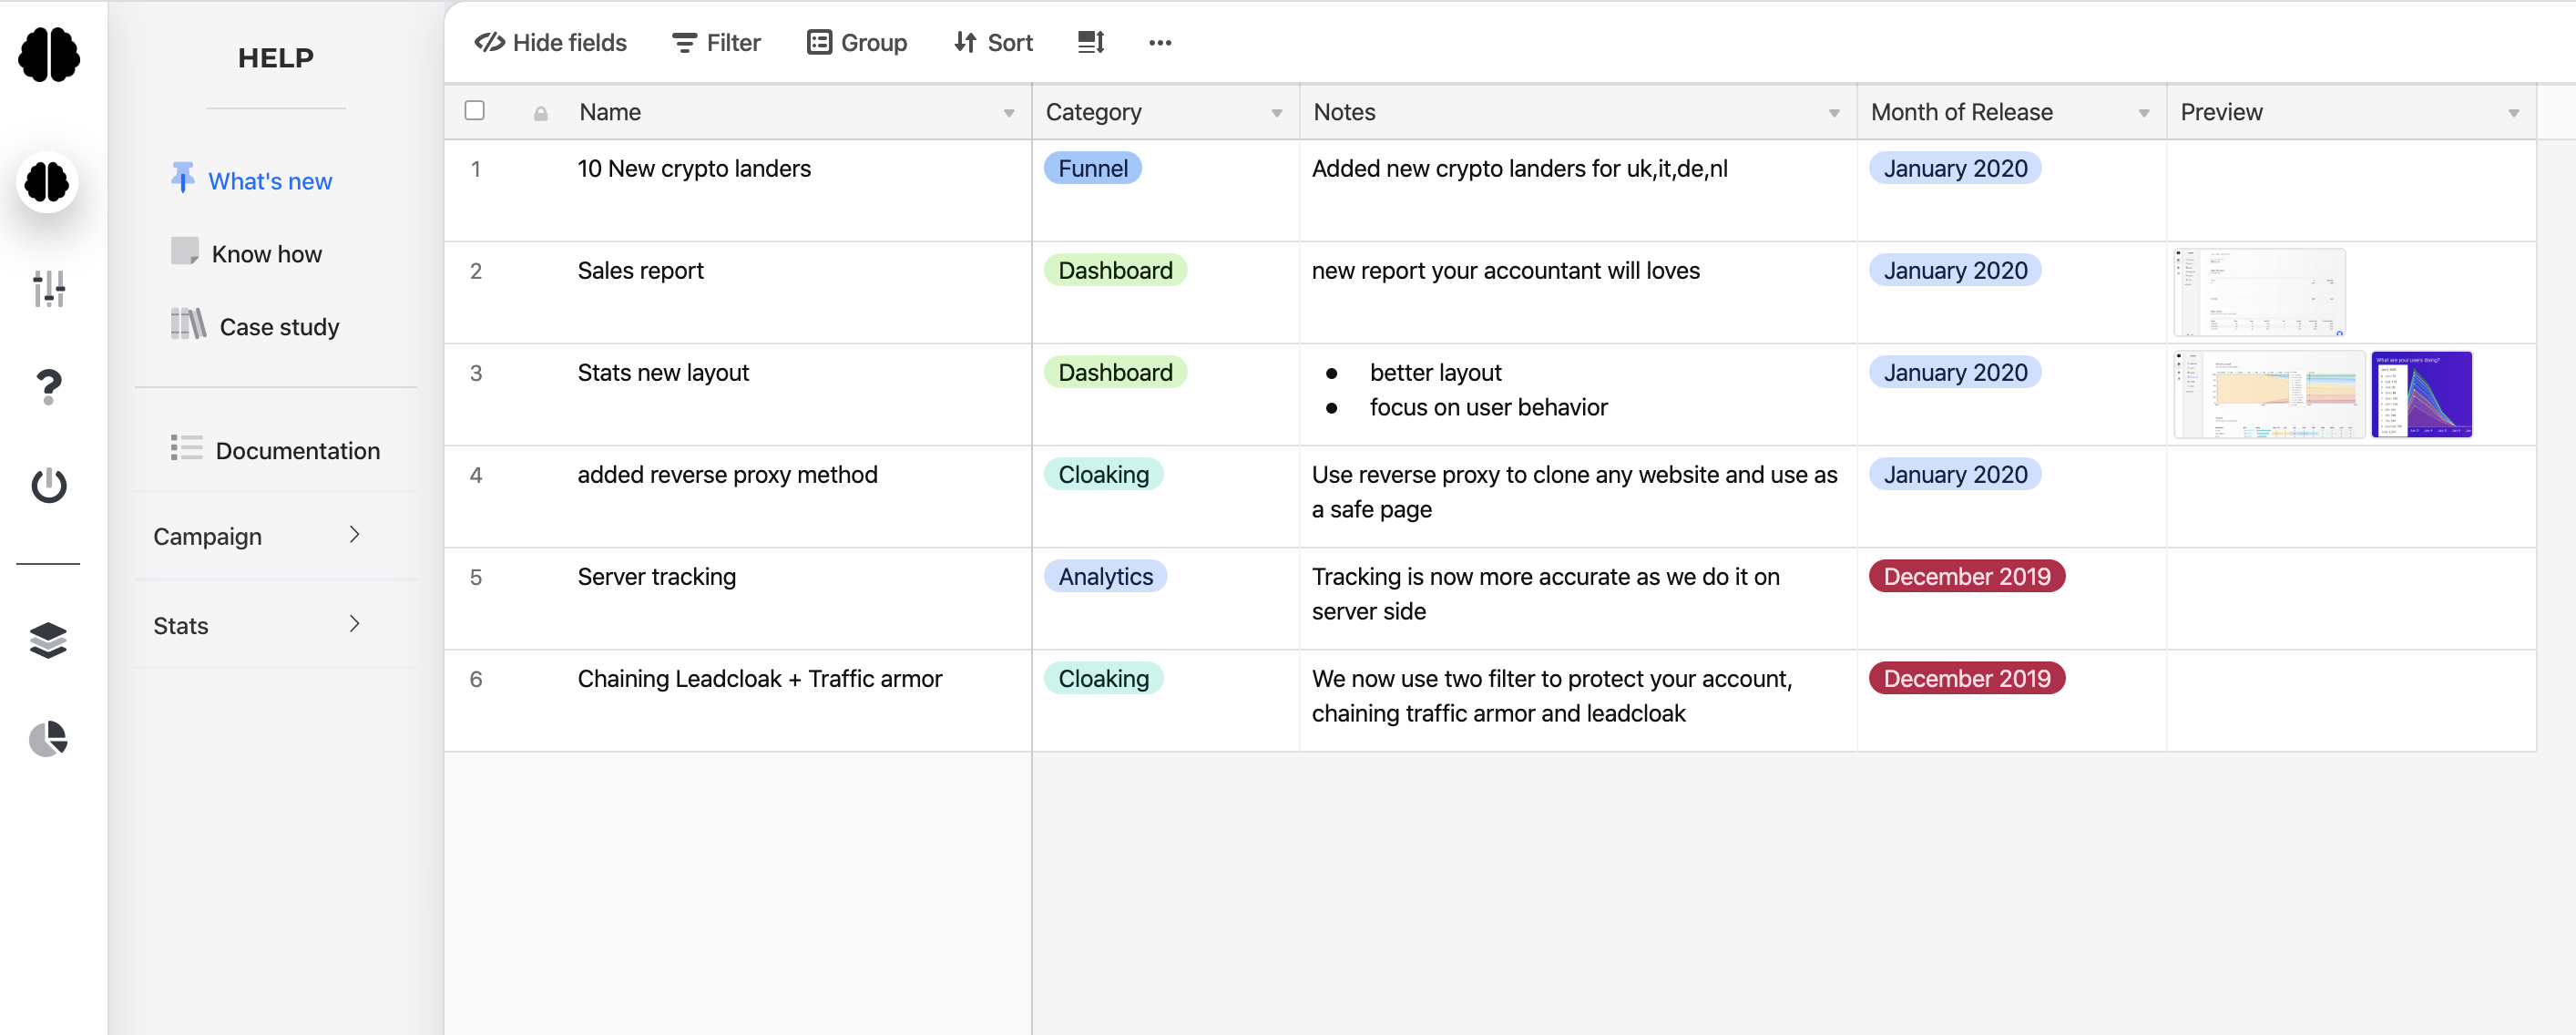 HELP
What's new
Know how
Case study
Documentation
Campaign
Stats
Hide fields Filter Group Sort
Name Category Notes Month of Release Preview
1 10 New crypto landers Funnel Added new crypto landers for uk,it,de,nl January 2020
2 Sales report Dashboard new report your accountant will loves January 2020
3 Stats new layout Dashboard • better layout January 2020
• focus on user behavior
What are your users doing?
4 added reverse proxy method Cloaking Use reverse proxy to clone any website and use as January 2020
a safe page
5 Server tracking Analytics Tracking is now more accurate as we do it on December 2019
server side
6 Chaining Leadcloak + Traffic armor Cloaking We now use two filter to protect your account, December 2019
chaining traffic armor and leadcloak